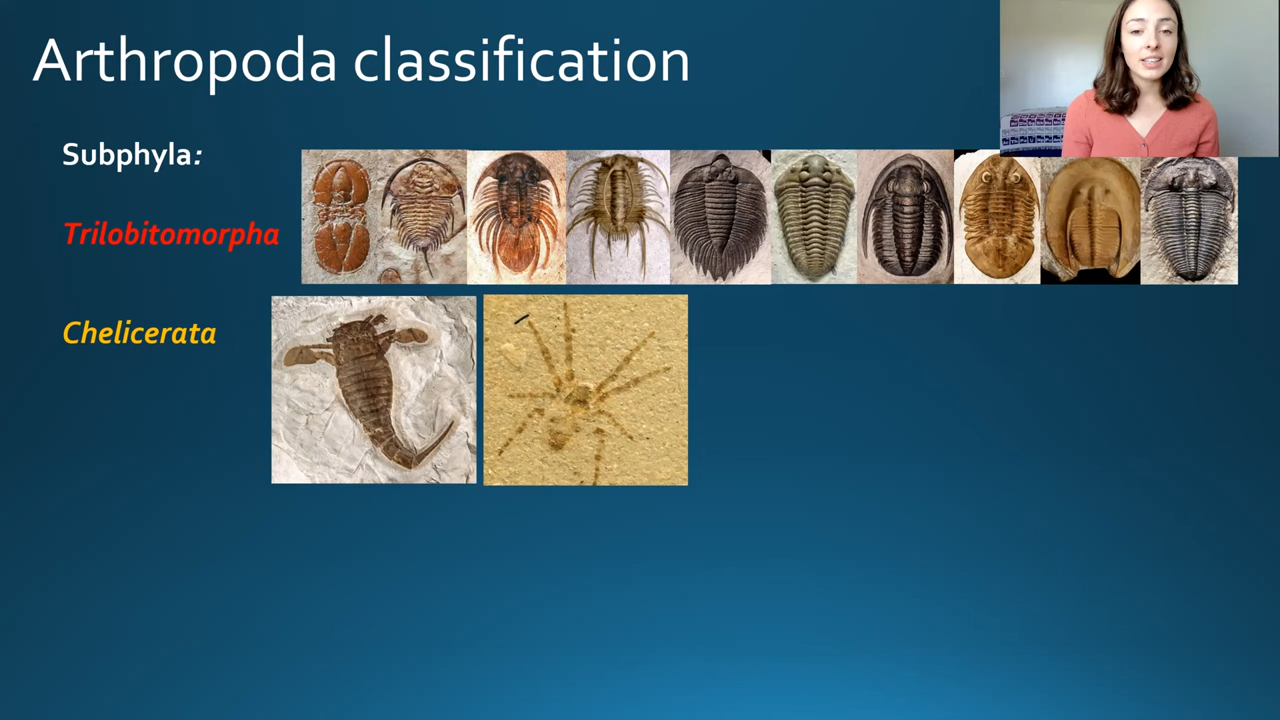 Arthropoda classification
Subphyla:
Trilobitomorpha
Chelicerata